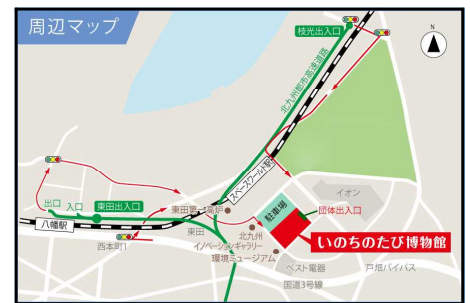 周辺マップ
N
枝光出入口
北九州都市高速道路
スペースワールド駅
出口
入口
東田出入口
八幡駅
西本町1
東田第一高炉
東田
北九州
イノベーションギャラリー
環境ミュージアム
駐車場
イオン
団体出入口
いのちのたび博物館
ベスト電器
戸畑バイパス
国道3号線